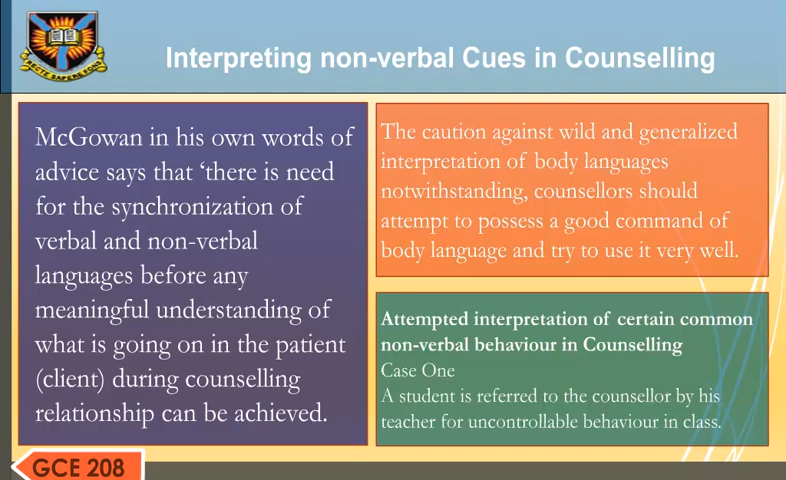 Interpreting non-verbal Cues in Counselling
McGowan in his own words of
advice says that ‘there is need
for the synchronization of
verbal and non-verbal
languages before any
meaningful understanding of
what is going on in the patient
(client) during counselling
relationship can be achieved.
The caution against wild and generalized
interpretation of body languages
notwithstanding, counsellors should
attempt to possess a good command of
body language and try to use it very well.
Attempted interpretation of certain common
non-verbal behaviour in Counselling
Case One
A student is referred to the counsellor by his
teacher for uncontrollable behaviour in class.
GCE 208